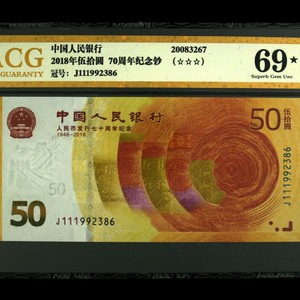 ACG
GUARANTY
中国人民银行 20083267
2018年伍拾圆 70周年纪念钞 (☆☆☆)
冠号: J111992386
69★
Superb Gem Unc
中国人民银行
人民币发行七十周年纪念
1948-2018
50
伍拾圆
50
J111992386